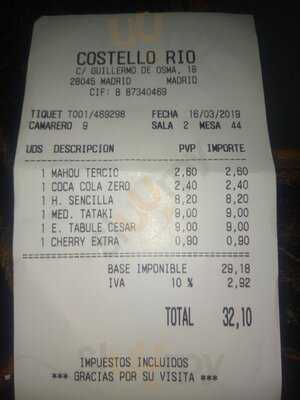 COSTELLO RIO
C/ GUILLERMO DE OSMA, 18
28045 MADRID MADRID
CIF: B 87340469
TIQUET T001/469298 FECHA 16/03/2019
CAMARERO 9 SALA 2 MESA 44
UDS DESCRIPCION PVP IMPORTE
1 MAHOU TERCIO 2,60 2,60
1 COCA COLA ZERO 2,40 2,40
1 H. SENCILLA 8,20 8,20
1 MED. TATAKI 9,00 9,00
1 E. TABULE CESAR 9,00 9,00
1 CHERRY EXTRA 0,90 0,90
BASE IMPONIBLE 29,18
IVA 10 % 2,92
TOTAL 32,10
IMPUESTOS INCLUIDOS
*** GRACIAS POR SU VISITA ***